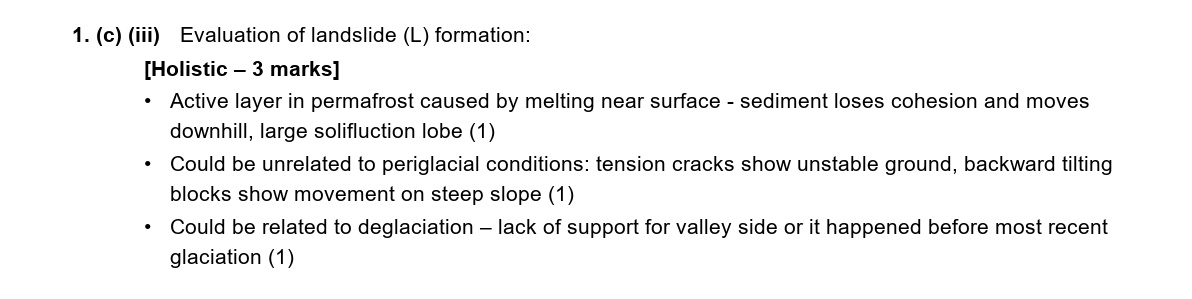 1. (c) (iii) Evaluation of landslide (L) formation:
[Holistic – 3 marks]
• Active layer in permafrost caused by melting near surface - sediment loses cohesion and moves
downhill, large solifluction lobe (1)
• Could be unrelated to periglacial conditions: tension cracks show unstable ground, backward tilting
blocks show movement on steep slope (1)
• Could be related to deglaciation – lack of support for valley side or it happened before most recent
glaciation (1)